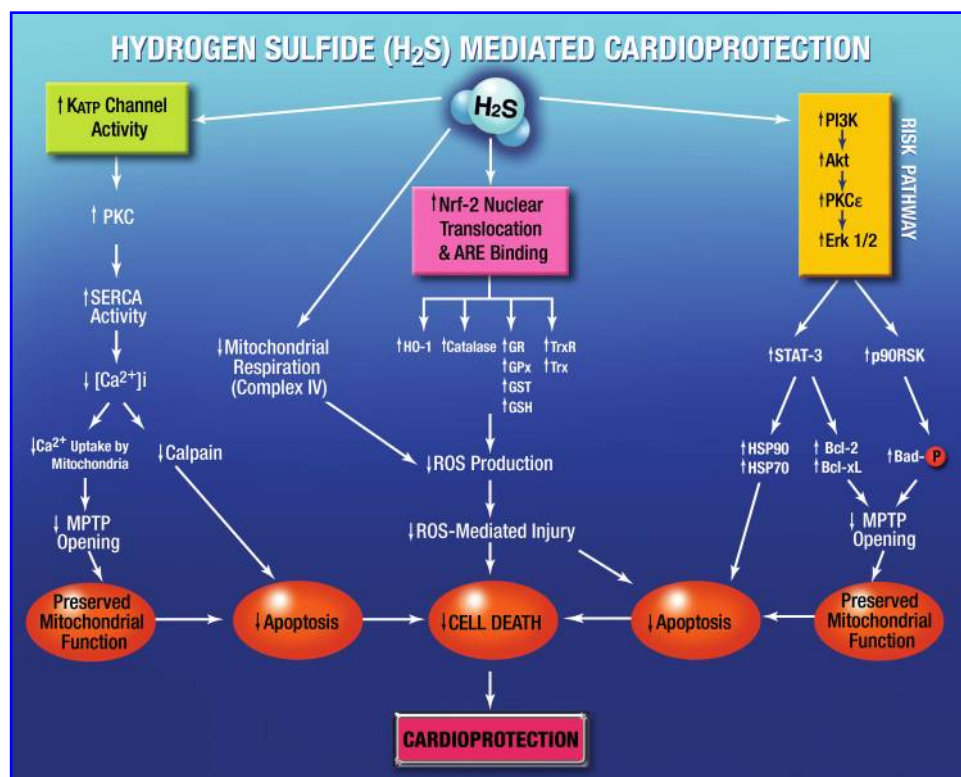 HYDROGEN SULFIDE (H₂S) MEDIATED CARDIOPROTECTION
↑KATP Channel
Activity
↑ PKC
↑SERCA
Activity
↓ [Ca²⁺]i
↓Ca²⁺ Uptake by
Mitochondria
↓Calpain
↓ MPTP
Opening
Preserved
Mitochondrial
Function
↓Apoptosis
H₂S
↓Mitochondrial
Respiration
(Complex IV)
↑Nrf-2 Nuclear
Translocation
& ARE Binding
↑HO-1
↑Catalase
↑GR
↑GPx
↑GST
↑GSH
↑TrxR
↑Trx
↓ROS Production
↓ROS-Mediated Injury
↓CELL DEATH
RISK PATHWAY
↑PI3K
↑Akt
↑PKCε
↑Erk 1/2
↑STAT-3
↑p90RSK
↑HSP90
↑HSP70
↑ Bcl-2
↑Bcl-xL
↑Bad-P
↓ MPTP
Opening
Preserved
Mitochondrial
Function
↓Apoptosis
CARDIOPROTECTION